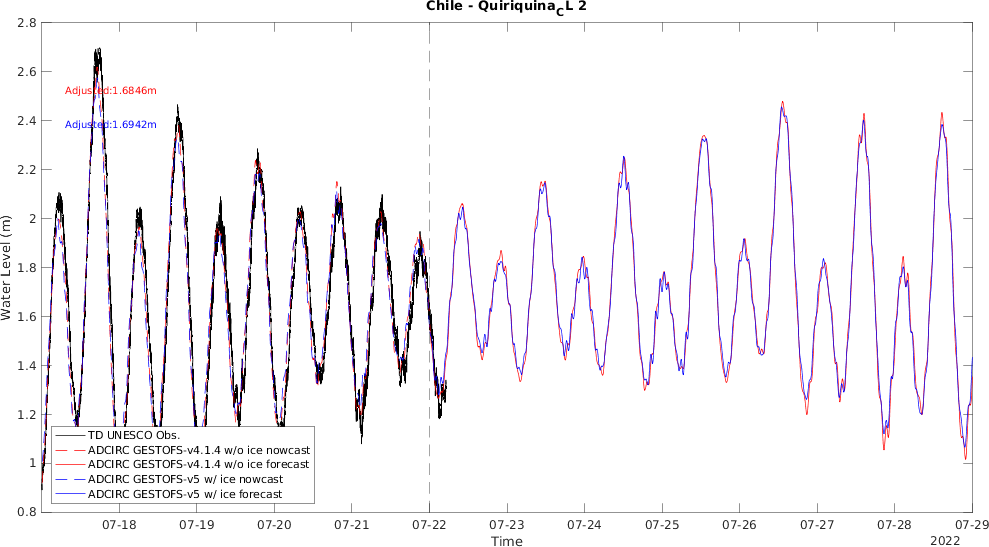 Chile - Quiriquina_CL 2
2.8
2.6
2.4
2.2
2
1.8
1.6
1.4
1.2
1
0.8
Water Level (m)
Adjusted:1.6846m
Adjusted:1.6942m
TD UNESCO Obs.
ADCIRC GESTOFS-v4.1.4 w/o ice nowcast
ADCIRC GESTOFS-v4.1.4 w/o ice forecast
ADCIRC GESTOFS-v5 w/ ice nowcast
ADCIRC GESTOFS-v5 w/ ice forecast
07-18 07-19 07-20 07-21 07-22 07-23 07-24 07-25 07-26 07-27 07-28 07-29
Time
2022